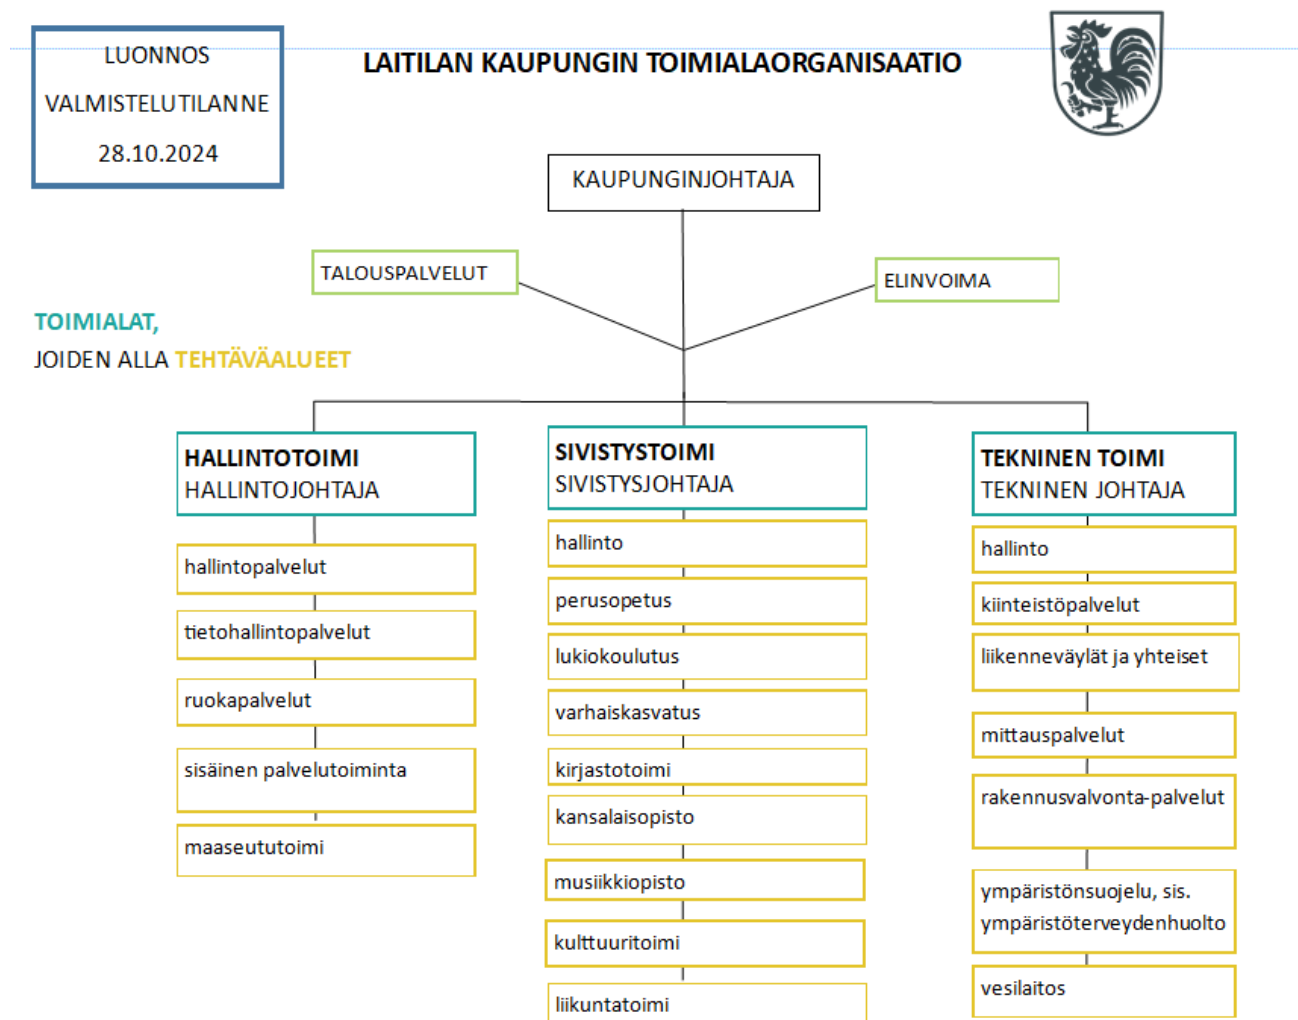 LUONNOS
VALMISTELUTILANNE
28.10.2024
LAITILAN KAUPUNGIN TOIMIALAORGANISAATIO
KAUPUNGINJOHTAJA
TALOUSPALVELUT
ELINVOIMA
TOIMIALAT,
JOIDEN ALLA TEHTÄVÄALUEET
HALLINTOTOIMI
HALLINTOJOHTAJA
hallintopalvelut
tietohallintopalvelut
ruokapalvelut
sisäinen palvelutoiminta
maaseututoimi
SIVISTYSTOIMI
SIVISTYSJOHTAJA
hallinto
perusopetus
lukiokoulutus
varhaiskasvatus
kirjastotoimi
kansalaisopisto
musiikkiopisto
kulttuuritoimi
liikuntatoimi
TEKNINEN TOIMI
TEKNINEN JOHTAJA
hallinto
kiinteistöpalvelut
liikenneväylät ja yhteiset
mittauspalvelut
rakennusvalvonta-palvelut
ympäristönsuojelu, sis.
ympäristöterveydenhuolto
vesilaitos